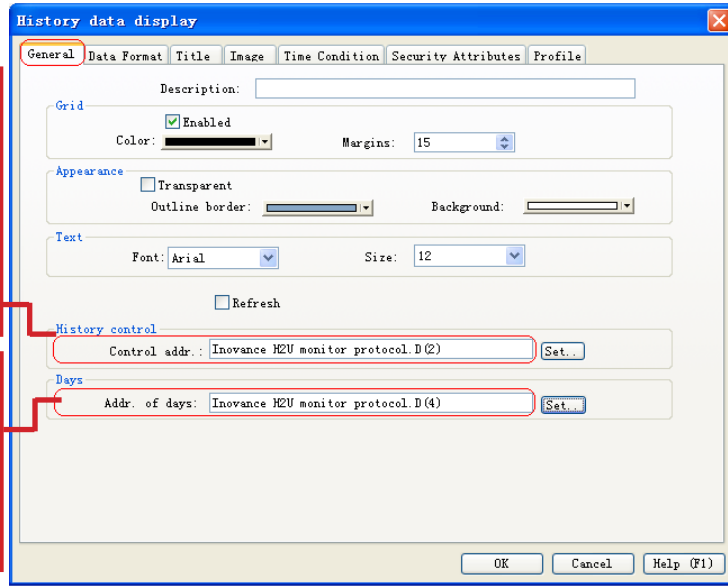 History data display
General Data Format Title Image Time Condition Security Attributes Profile
Description:
Grid
Enabled
Color: Margins: 15
Appearance
Transparent
Outline border: Background:
Text
Font: Arial Size: 12
Refresh
History control
Control addr.: Inovance H2U monitor protocol.D(2) Set..
Days
Addr. of days: Inovance H2U monitor protocol.D(4) Set..
OK Cancel Help (F1)